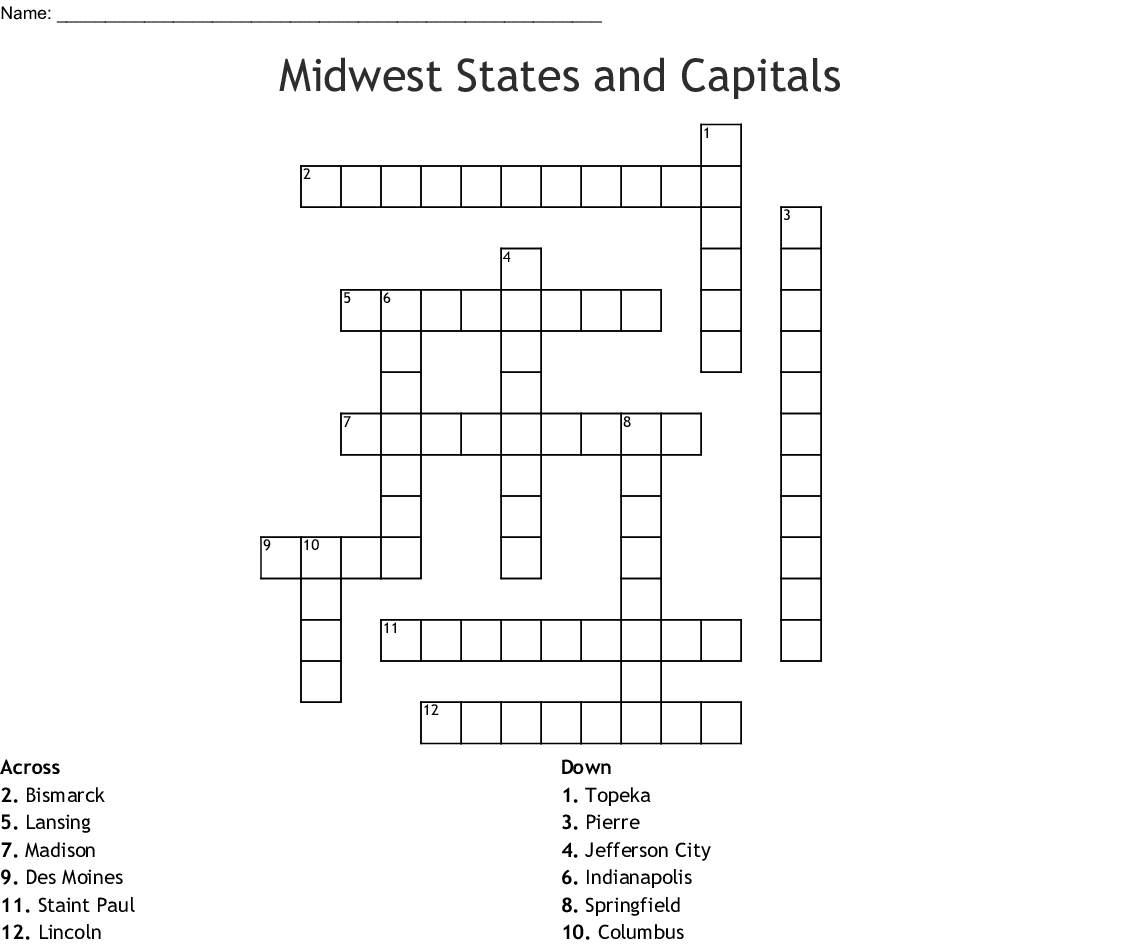 Name: ______________________________________________________
Midwest States and Capitals
1
2
3
4
5 6
7 8
9 10
11
12
Across
2. Bismarck
5. Lansing
7. Madison
9. Des Moines
11. Staint Paul
12. Lincoln
Down
1. Topeka
3. Pierre
4. Jefferson City
6. Indianapolis
8. Springfield
10. Columbus